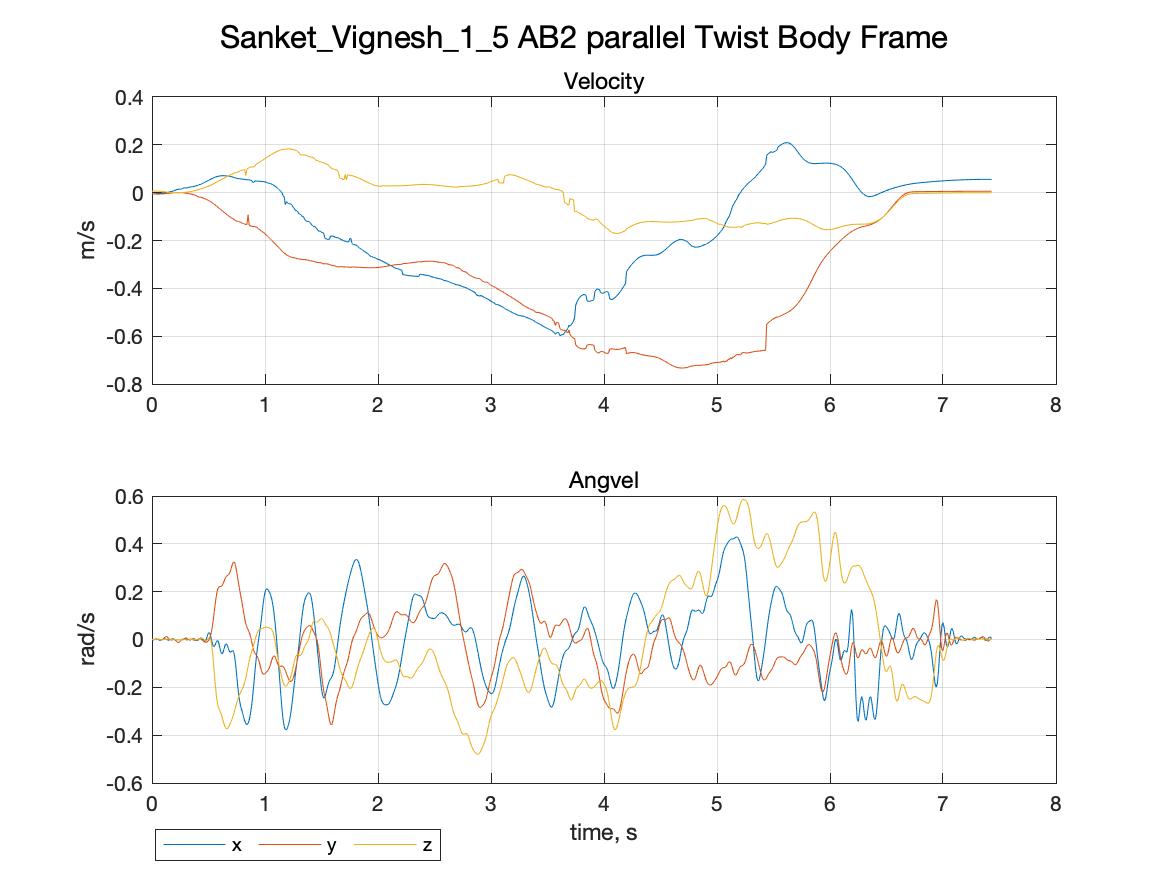 Sanket_Vignesh_1_5 AB2 parallel Twist Body Frame
Velocity
0.4
0.2
0
-0.2
-0.4
-0.6
-0.8
m/s
0 1 2 3 4 5 6 7 8
Angvel
0.6
0.4
0.2
0
-0.2
-0.4
-0.6
rad/s
0 1 2 3 4 5 6 7 8
time, s
x y z